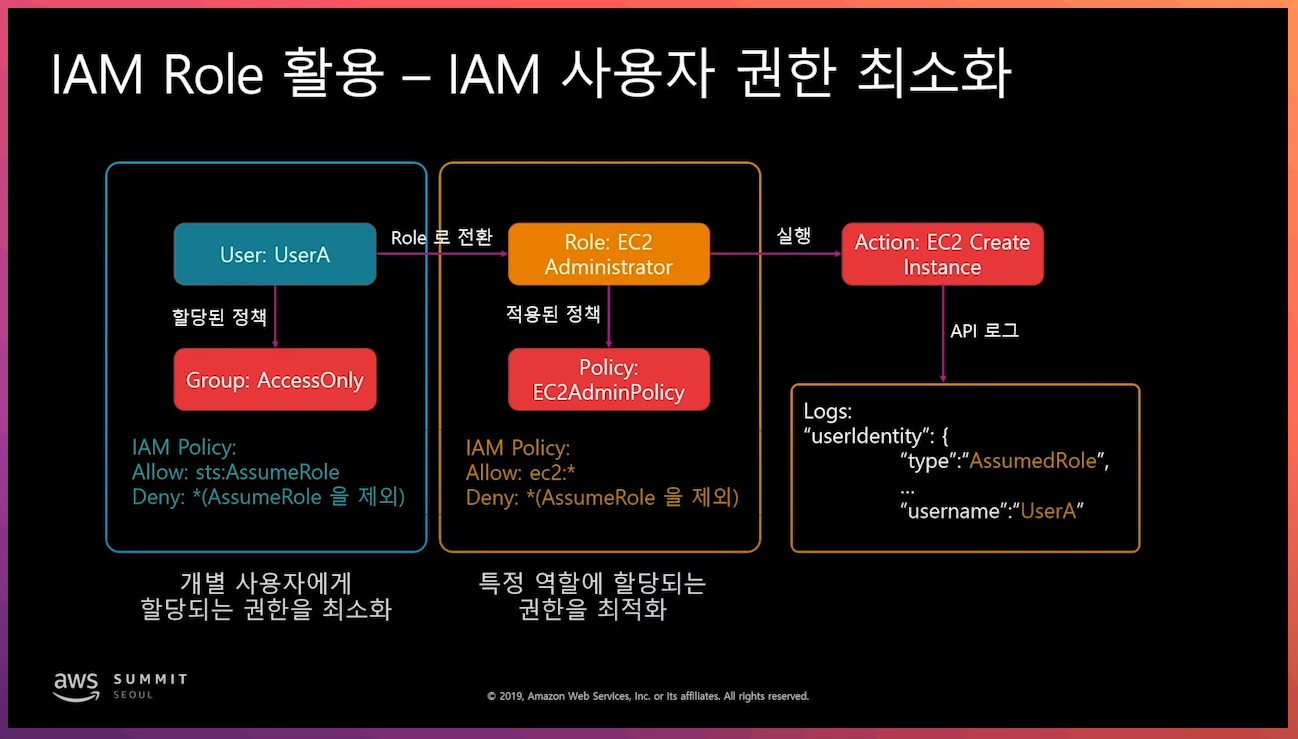 IAM Role 활용 – IAM 사용자 권한 최소화
User: UserA
Role 로 전환
Role: EC2
Administrator
실행
Action: EC2 Create
Instance
할당된 정책
적용된 정책
API 로그
Group: AccessOnly
Policy:
EC2AdminPolicy
IAM Policy:
Allow: sts:AssumeRole
Deny: *(AssumeRole 을 제외)
IAM Policy:
Allow: ec2:*
Deny: *(AssumeRole 을 제외)
Logs:
“userIdentity”: {
“type”:“AssumedRole”,
...
“username”:“UserA”
개별 사용자에게
할당되는 권한을 최소화
특정 역할에 할당되는
권한을 최적화
aws SUMMIT
SEOUL
© 2019, Amazon Web Services, Inc. or its affiliates. All rights reserved.